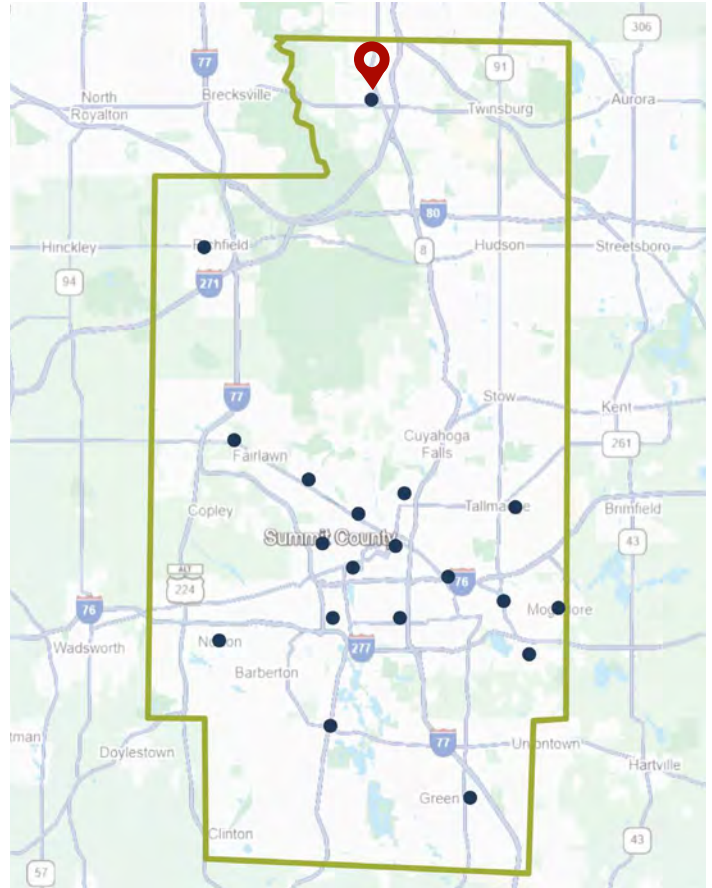 306
77
91
North
Royalton
Brecksville
Twinsburg
Aurora
80
Hinckley
Richfield
8
Hudson
Streetsboro
94
271
77
Stow
Kent
Cuyahoga
Falls
Fairlawn
261
Copley
Tallmadge
Brimfield
Summit County
43
ALT
224
76
76
Mogadore
Wadsworth
Norton
277
Barberton
tman
Doylestown
77
Uniontown
Hartville
Green
Clinton
43
57